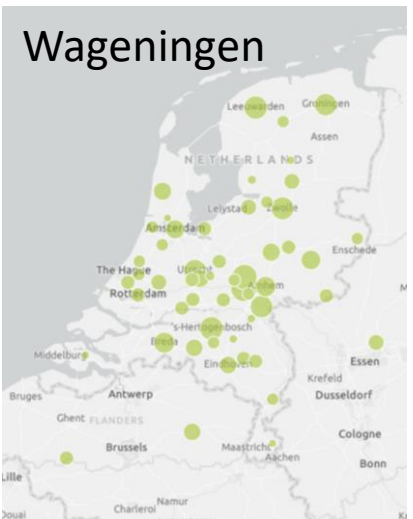 Wageningen
Leeuwarden
Groningen
Assen
NETHERLANDS
Lelystad
Zwolle
Amsterdam
Enschede
The Hague
Utrecht
Arnhem
Rotterdam
's-Hertogenbosch
Breda
Middelburg
Eindhoven
Essen
Krefeld
Bruges
Antwerp
Dusseldorf
Ghent
FLANDERS
Cologne
Brussels
Maastricht
Aachen
Bonn
Lille
Namur
Charleroi
Douai